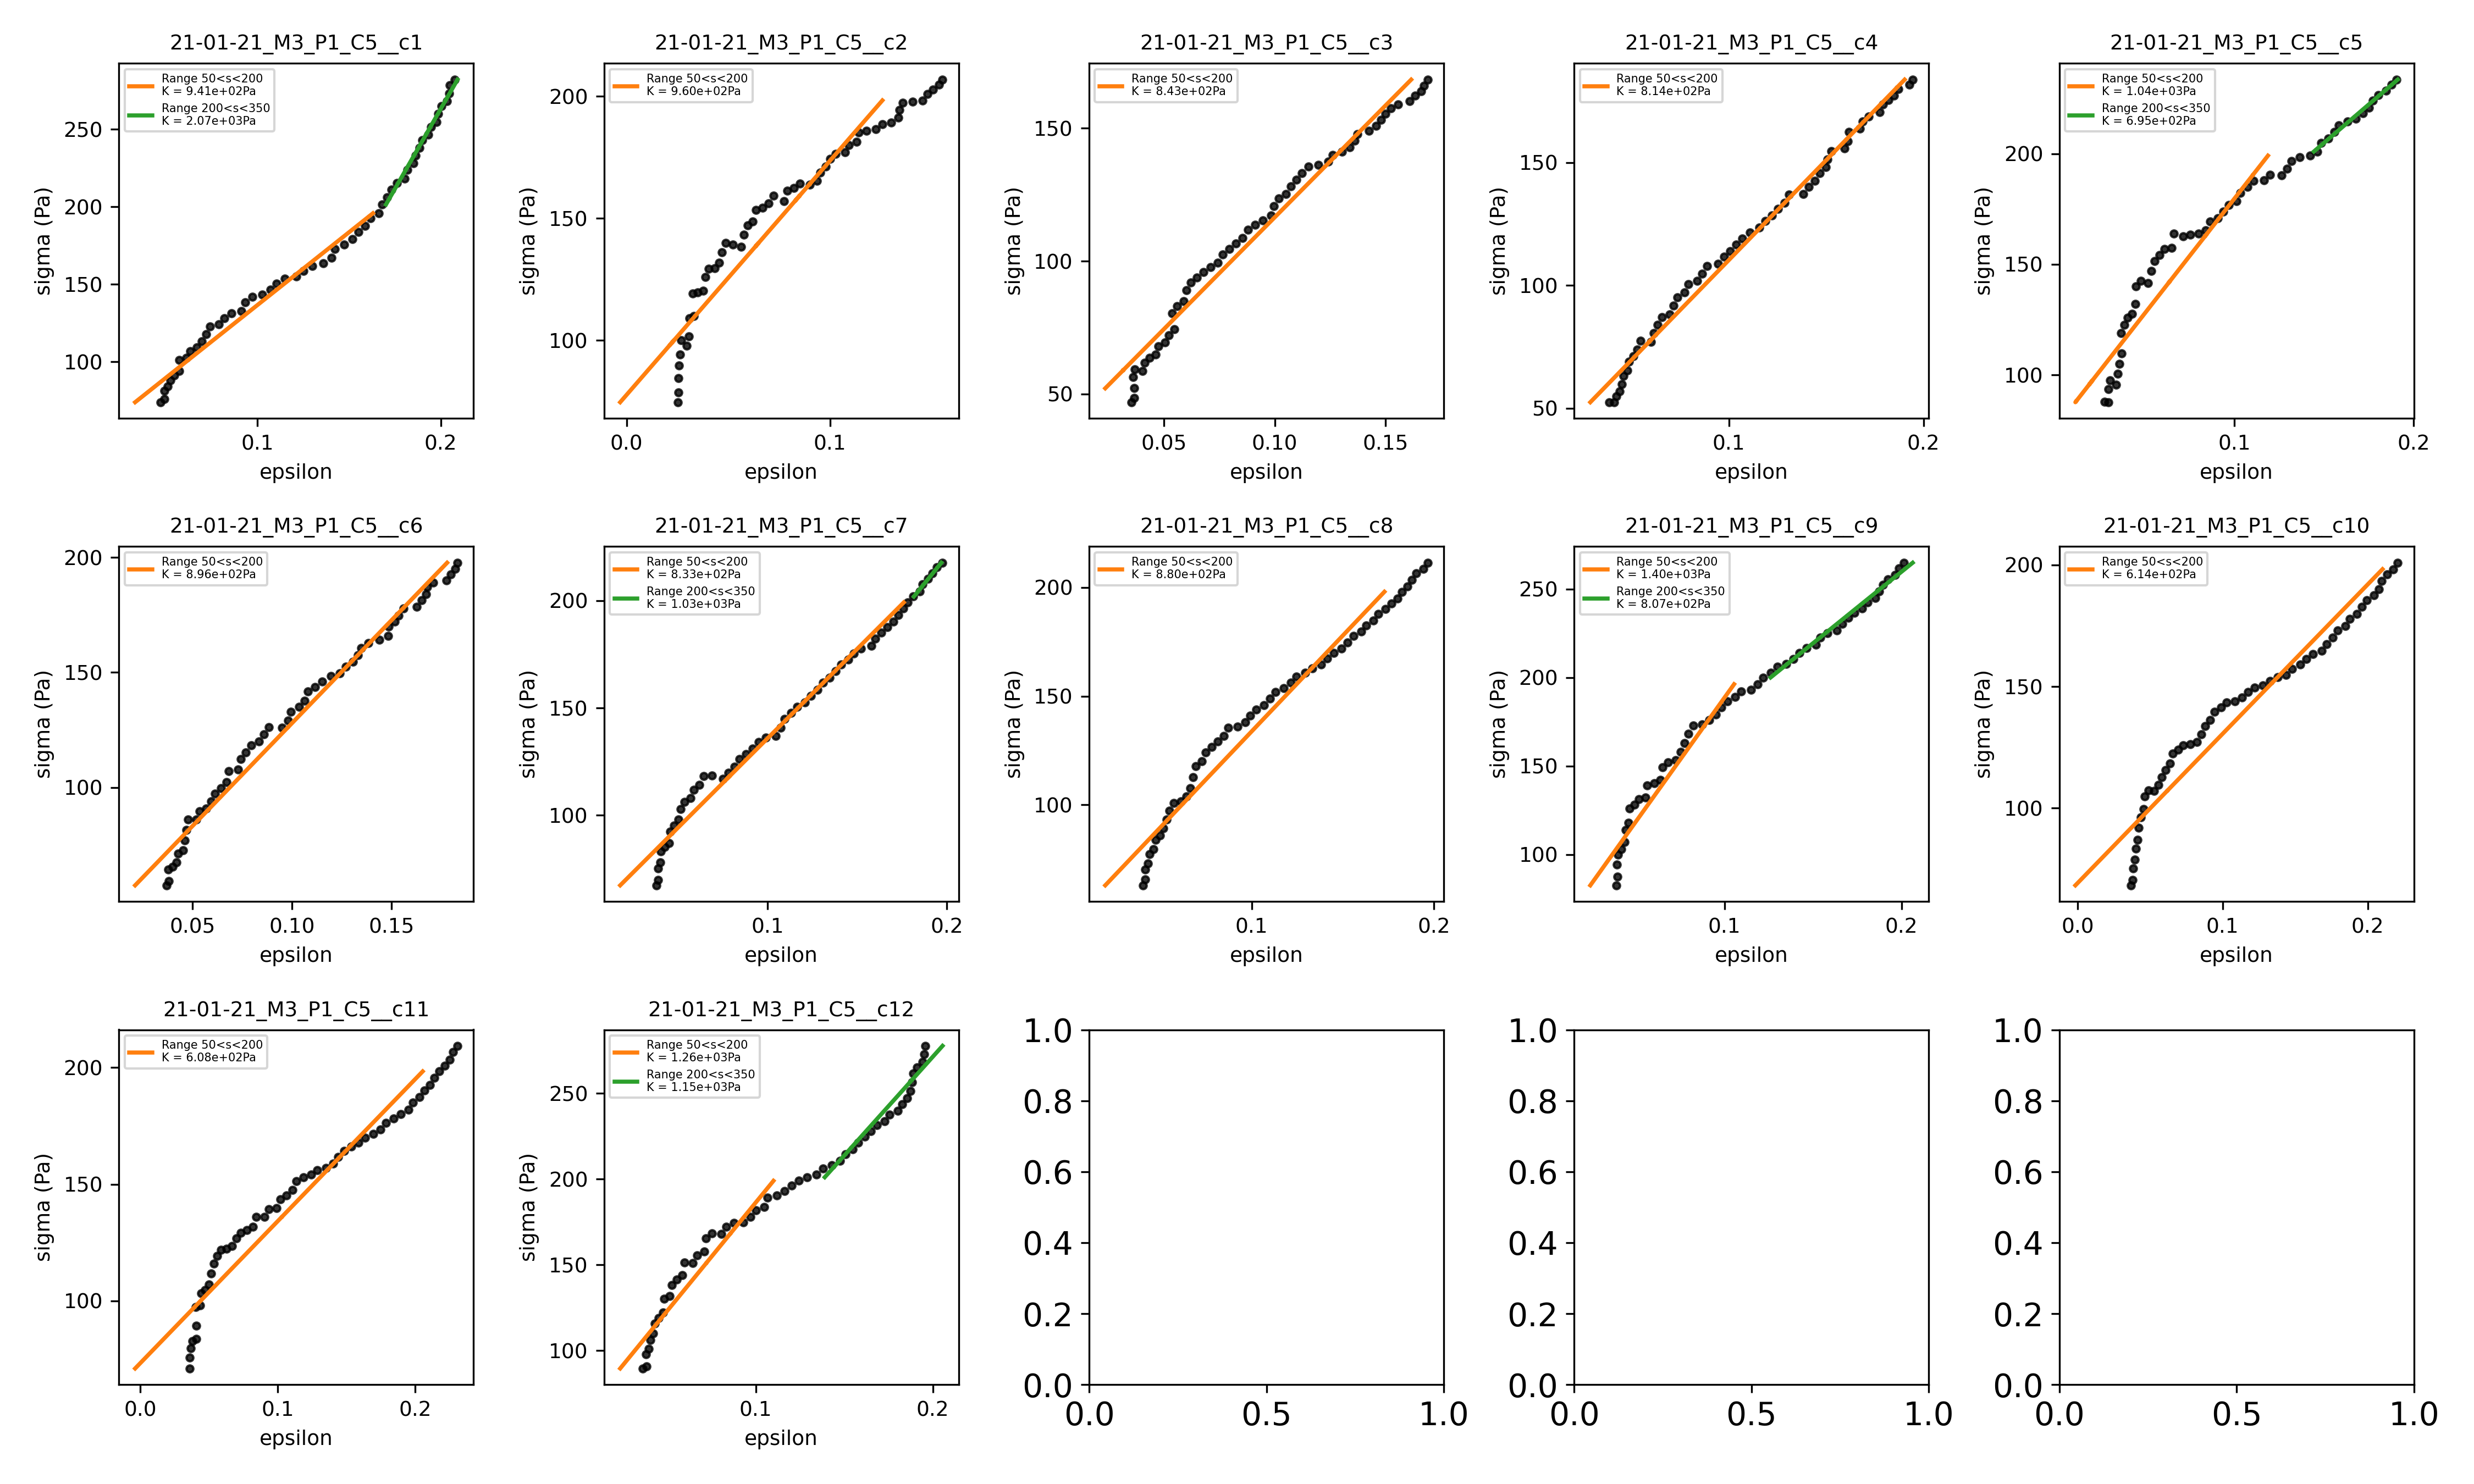 21-01-21_M3_P1_C5__c1
Range 50<s<200
K = 9.41e+02Pa
Range 200<s<350
K = 2.07e+03Pa
250
200
150
100
sigma (Pa)
0.1 0.2
epsilon
21-01-21_M3_P1_C5__c2
Range 50<s<200
K = 9.60e+02Pa
200
150
100
sigma (Pa)
0.0 0.1
epsilon
21-01-21_M3_P1_C5__c3
Range 50<s<200
K = 8.43e+02Pa
150
100
50
sigma (Pa)
0.05 0.10 0.15
epsilon
21-01-21_M3_P1_C5__c4
Range 50<s<200
K = 8.14e+02Pa
150
100
50
sigma (Pa)
0.1 0.2
epsilon
21-01-21_M3_P1_C5__c5
Range 50<s<200
K = 1.04e+03Pa
Range 200<s<350
K = 6.95e+02Pa
200
150
100
sigma (Pa)
0.1 0.2
epsilon
21-01-21_M3_P1_C5__c6
Range 50<s<200
K = 8.96e+02Pa
200
150
100
sigma (Pa)
0.05 0.10 0.15
epsilon
21-01-21_M3_P1_C5__c7
Range 50<s<200
K = 8.33e+02Pa
Range 200<s<350
K = 1.03e+03Pa
200
150
100
sigma (Pa)
0.1 0.2
epsilon
21-01-21_M3_P1_C5__c8
Range 50<s<200
K = 8.80e+02Pa
200
150
100
sigma (Pa)
0.1 0.2
epsilon
21-01-21_M3_P1_C5__c9
Range 50<s<200
K = 1.40e+03Pa
Range 200<s<350
K = 8.07e+02Pa
250
200
150
100
sigma (Pa)
0.1 0.2
epsilon
21-01-21_M3_P1_C5__c10
Range 50<s<200
K = 6.14e+02Pa
200
150
100
sigma (Pa)
0.0 0.1 0.2
epsilon
21-01-21_M3_P1_C5__c11
Range 50<s<200
K = 6.08e+02Pa
200
150
100
sigma (Pa)
0.0 0.1 0.2
epsilon
21-01-21_M3_P1_C5__c12
Range 50<s<200
K = 1.26e+03Pa
Range 200<s<350
K = 1.15e+03Pa
250
200
150
100
sigma (Pa)
0.1 0.2
epsilon
1.0
0.8
0.6
0.4
0.2
0.0
0.0 0.5 1.0
1.0
0.8
0.6
0.4
0.2
0.0
0.0 0.5 1.0
1.0
0.8
0.6
0.4
0.2
0.0
0.0 0.5 1.0